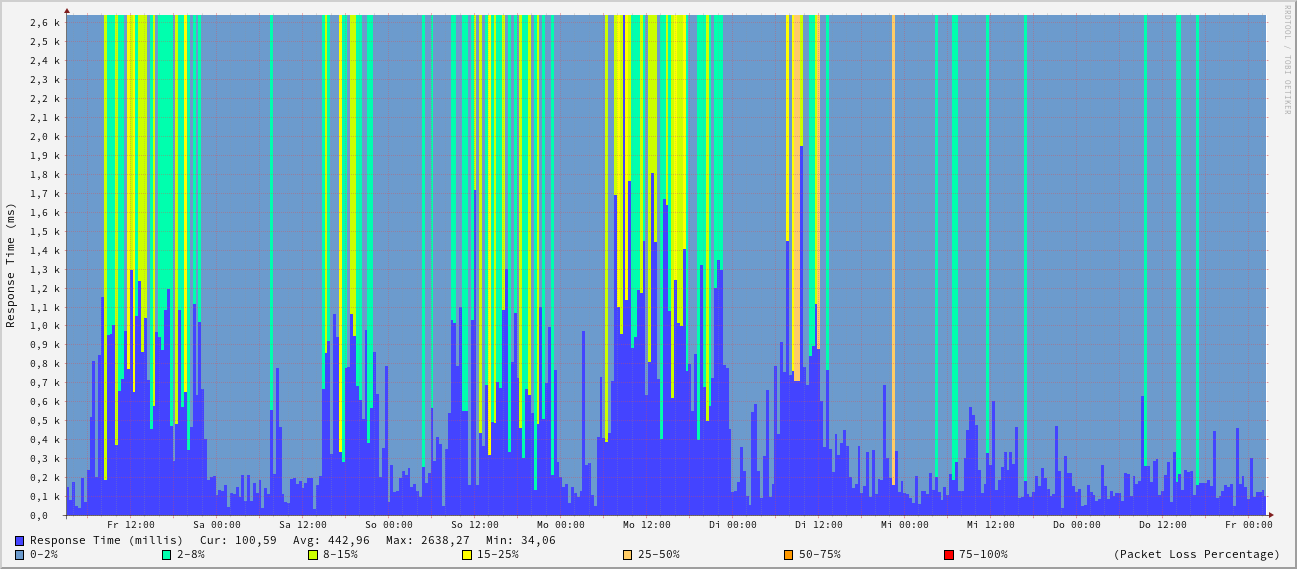 RRDTOOL / TOBI OETIKER
Response Time (ms)
2,6 k
2,5 k
2,4 k
2,3 k
2,2 k
2,1 k
2,0 k
1,9 k
1,8 k
1,7 k
1,6 k
1,5 k
1,4 k
1,3 k
1,2 k
1,1 k
1,0 k
0,9 k
0,8 k
0,7 k
0,6 k
0,5 k
0,4 k
0,3 k
0,2 k
0,1 k
0,0
Fr 12:00 Sa 00:00 Sa 12:00 So 00:00 So 12:00 Mo 00:00 Mo 12:00 Di 00:00 Di 12:00 Mi 00:00 Mi 12:00 Do 00:00 Do 12:00 Fr 00:00
Response Time (millis) Cur: 100,59 Avg: 442,96 Max: 2638,27 Min: 34,06
0-2% 2-8% 8-15% 15-25% 25-50% 50-75% 75-100% (Packet Loss Percentage)